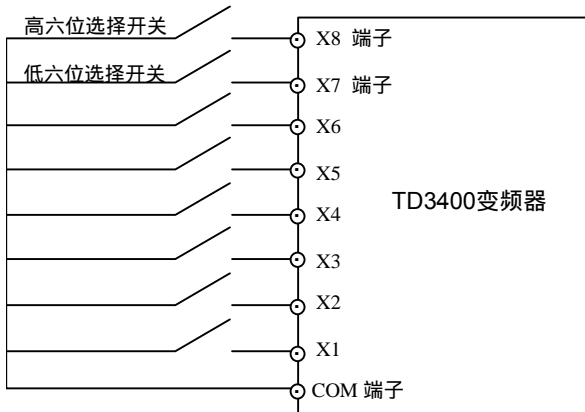 高六位选择开关
X8 端子
低六位选择开关
X7 端子
X6
X5
X4
TD3400变频器
X3
X2
X1
COM 端子